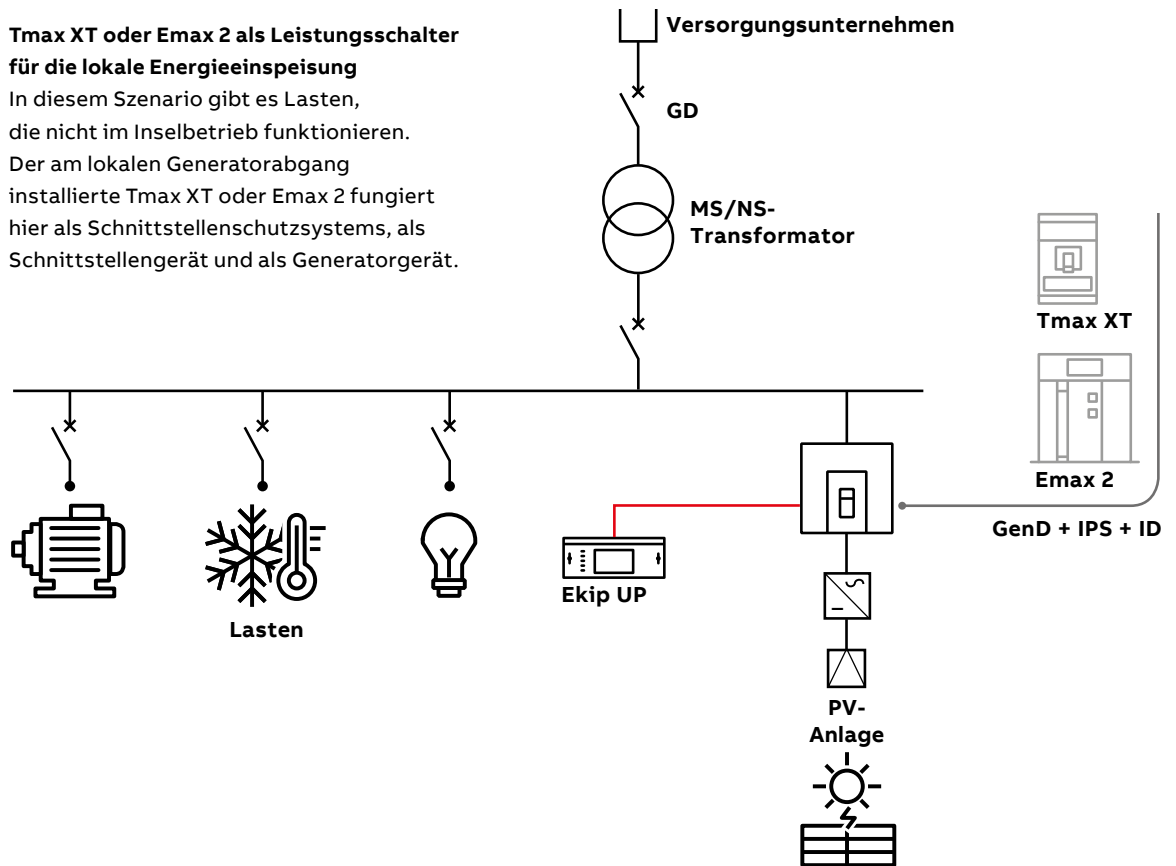 Tmax XT oder Emax 2 als Leistungsschalter
für die lokale Energieeinspeisung
In diesem Szenario gibt es Lasten,
die nicht im Inselbetrieb funktionieren.
Der am lokalen Generatorabgang
installierte Tmax XT oder Emax 2 fungiert
hier als Schnittstellenschutzsystems, als
Schnittstellengerät und als Generatorgerät.
Versorgungsunternehmen
GD
MS/NS-
Transformator
Tmax XT
Emax 2
GenD + IPS + ID
Ekip UP
Lasten
PV-
Anlage